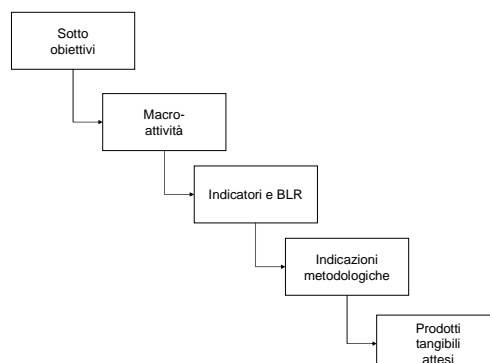 Sotto
obiettivi
Macro-
attività
Indicatori e BLR
Indicazioni
metodologiche
Prodotti
tangibili
attesi